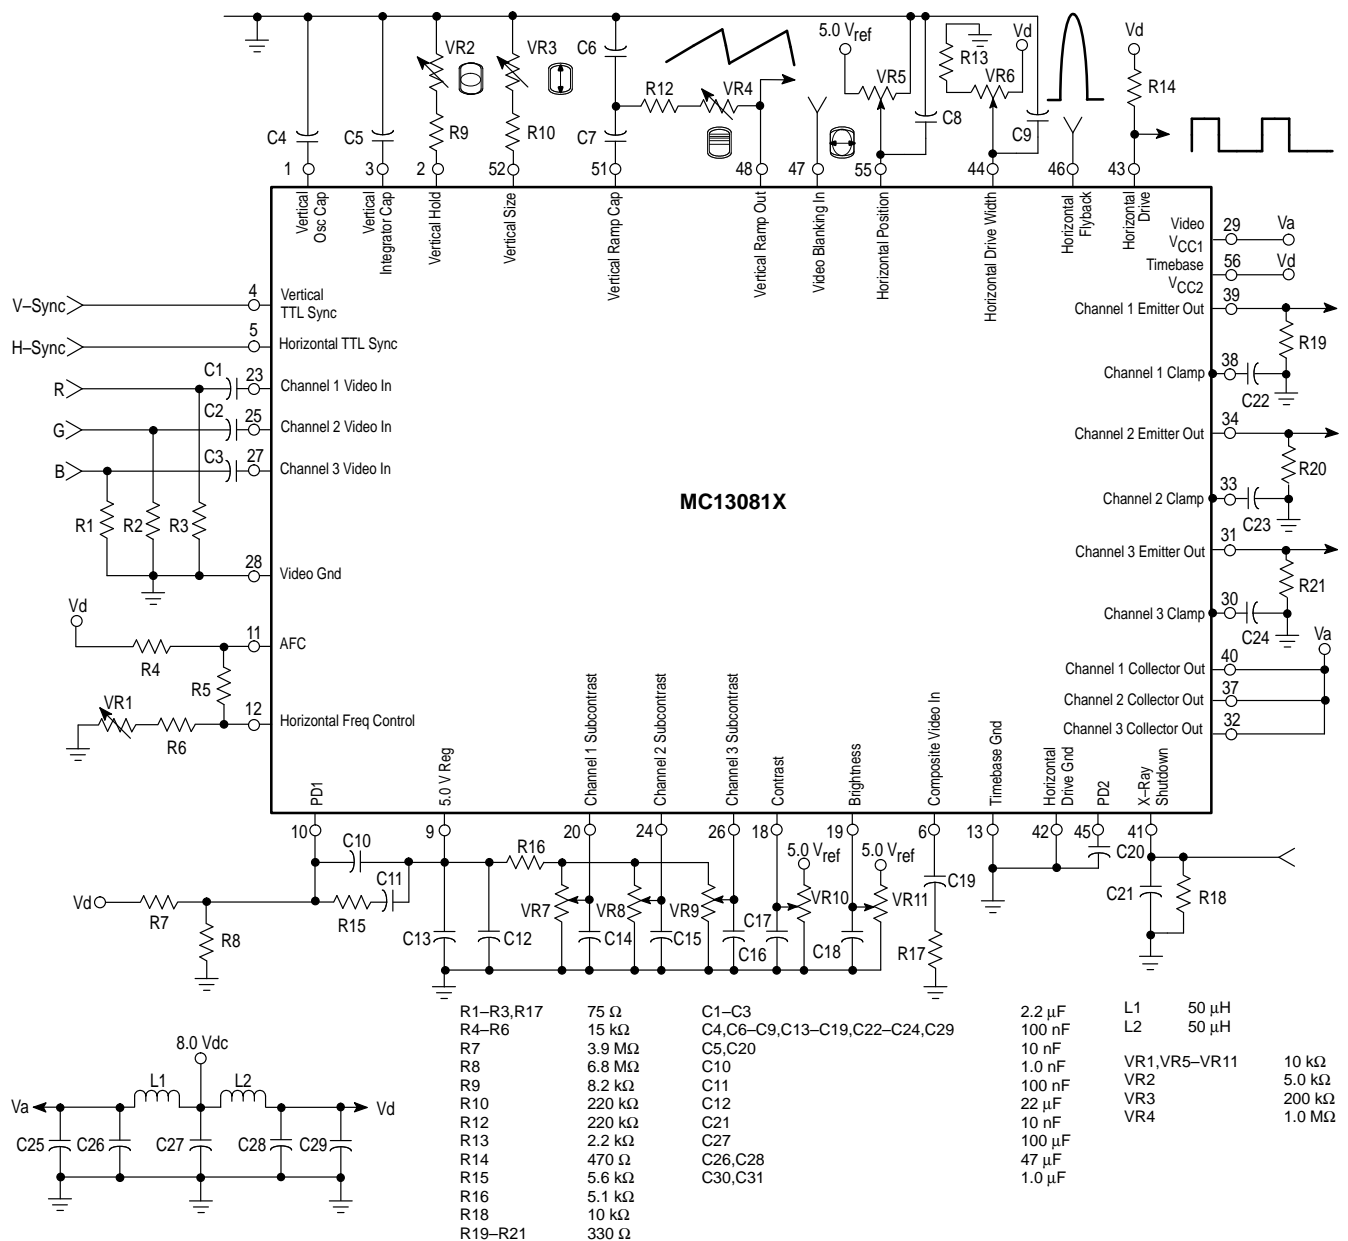 5.0 Vref
Vd
Vd
C6
VR2
VR3
R13
VR5
VR6
R14
R12
VR4
C4
C5
R9
R10
C7
C8
C9
1
3
2
52
51
48
47
55
44
46
43
Vertical Osc Cap
Vertical Integrator Cap
Vertical Hold
Vertical Size
Vertical Ramp Cap
Vertical Ramp Out
Video Blanking In
Horizontal Position
Horizontal Drive Width
Horizontal Flyback
Horizontal Drive
Video VCC1
29
Va
Timebase VCC2
56
Vd
V–Sync
4
Vertical TTL Sync
H–Sync
5
Horizontal TTL Sync
R
C1
23
Channel 1 Video In
G
C2
25
Channel 2 Video In
B
C3
27
Channel 3 Video In
R1
R2
R3
28
Video Gnd
Vd
R4
11
AFC
R5
VR1
R6
12
Horizontal Freq Control
MC13081X
Channel 1 Emitter Out
39
R19
Channel 1 Clamp
38
C22
Channel 2 Emitter Out
34
R20
Channel 2 Clamp
33
C23
Channel 3 Emitter Out
31
R21
Channel 3 Clamp
30
C24
Va
Channel 1 Collector Out
40
Channel 2 Collector Out
37
Channel 3 Collector Out
32
PD1
5.0 V Reg
Channel 1 Subcontrast
Channel 2 Subcontrast
Channel 3 Subcontrast
Contrast
Brightness
Composite Video In
Timebase Gnd
Horizontal Drive Gnd
PD2
X–Ray Shutdown
10
9
20
24
26
18
19
6
13
42
45
41
C10
R16
5.0 Vref
5.0 Vref
C20
C11
C19
Vd
R7
R15
VR7
VR8
VR9
VR10
VR11
C21
R18
R8
C13
C12
C14
C15
C17
C16
C18
R17
8.0 Vdc
L1
L2
Va
Vd
C25
C26
C27
C28
C29
R1–R3,R17 75 Ω
R4–R6 15 kΩ
R7 3.9 MΩ
R8 6.8 MΩ
R9 8.2 kΩ
R10 220 kΩ
R12 220 kΩ
R13 2.2 kΩ
R14 470 Ω
R15 5.6 kΩ
R16 5.1 kΩ
R18 10 kΩ
R19–R21 330 Ω
C1–C3 2.2 µF
C4,C6–C9,C13–C19,C22–C24,C29 100 nF
C5,C20 10 nF
C10 1.0 nF
C11 100 nF
C12 22 µF
C21 10 nF
C27 100 µF
C26,C28 47 µF
C30,C31 1.0 µF
L1 50 µH
L2 50 µH
VR1,VR5–VR11 10 kΩ
VR2 5.0 kΩ
VR3 200 kΩ
VR4 1.0 MΩ